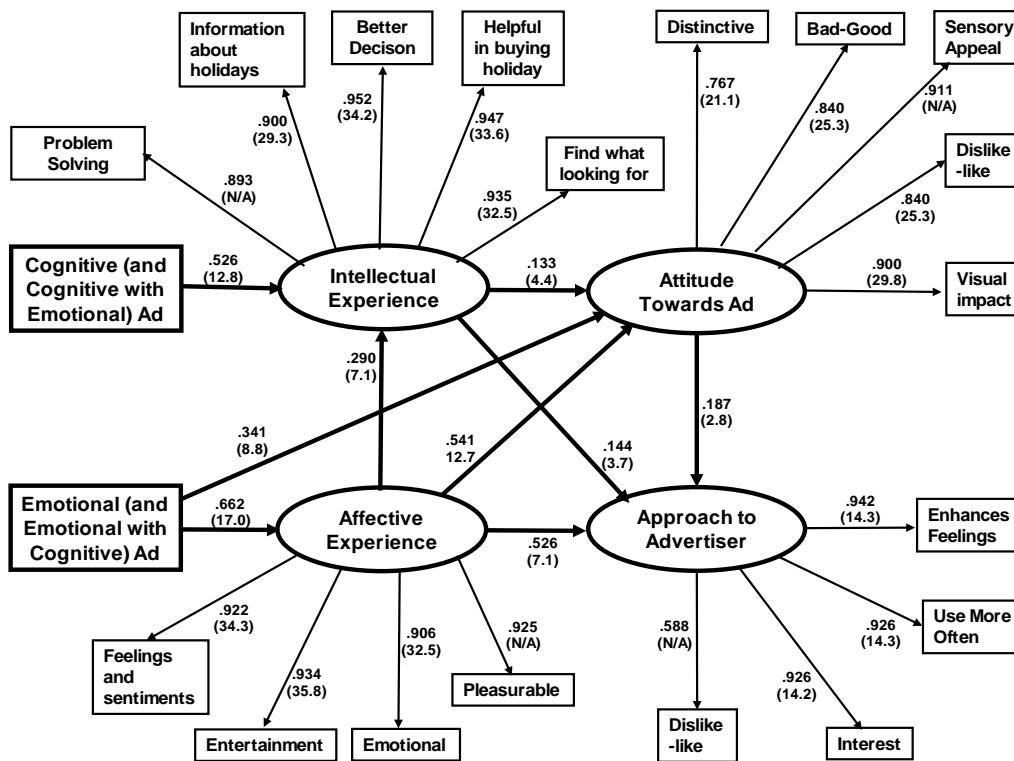 Information
about
holidays
Better
Decison
Helpful
in buying
holiday
Distinctive
Bad-Good
Sensory
Appeal
.767
(21.1)
.911
(N/A)
.952
(34.2)
.947
(33.6)
.900
(29.3)
.840
(25.3)
Problem
Solving
Find what
looking for
Dislike
-like
.893
(N/A)
.935
(32.5)
.840
(25.3)
Cognitive (and
Cognitive with
Emotional) Ad
.526
(12.8)
Intellectual
Experience
.133
(4.4)
Attitude
Towards Ad
.900
(29.8)
Visual
impact
.290
(7.1)
.187
(2.8)
.341
(8.8)
.541
12.7
.144
(3.7)
Emotional (and
Emotional with
Cognitive) Ad
.662
(17.0)
Affective
Experience
.526
(7.1)
Approach to
Advertiser
.942
(14.3)
Enhances
Feelings
.922
(34.3)
.934
(35.8)
.906
(32.5)
.925
(N/A)
.588
(N/A)
.926
(14.2)
.926
(14.3)
Use More
Often
Feelings
and
sentiments
Pleasurable
Entertainment
Emotional
Dislike
-like
Interest